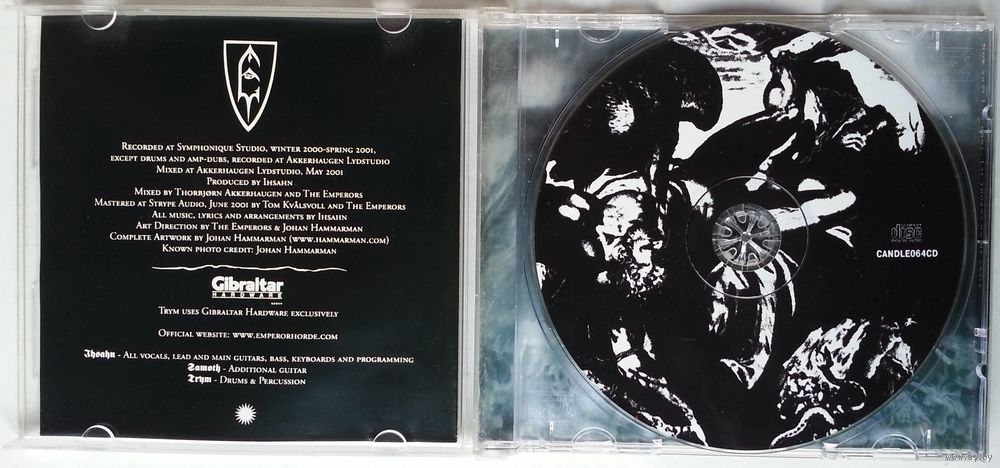 Recorded at Symphonique Studio, winter 2000-spring 2001,
except drums and amp-dubs, recorded at Akkerhaugen Lydstudio
Mixed at Akkerhaugen Lydstudio, May 2001
Produced by Ihsahn
Mixed by Thorbjørn Akkerhaugen and The Emperors
Mastered at Strype Audio, June 2001 by Tom Kvålsvoll and The Emperors
All music, lyrics and arrangements by Ihsahn
Art Direction by The Emperors & Johan Hammarman
Complete Artwork by Johan Hammarman (www.hammarman.com)
Known photo credit: Johan Hammarman
Gibraltar
HARDWARE
Trym uses Gibraltar Hardware exclusively
Official website: www.emperorhorde.com
Ihsahn - All vocals, lead and main guitars, bass, keyboards and programming
Samoth - Additional guitar
Trym - Drums & Percussion
disc
DIGITAL AUDIO
CANDLE064CD